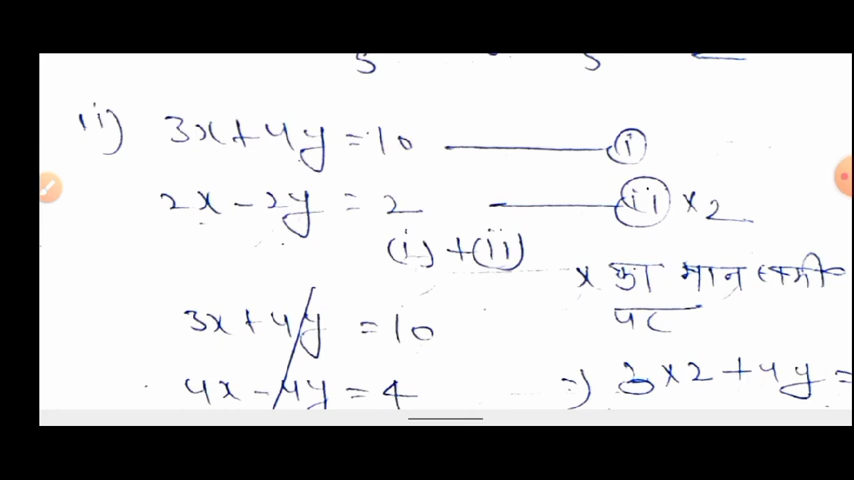 ii) 3x+4y=10 ——— (i)
2x-2y = 2 ——— (ii) ×2
(i) +(ii)
3x+4y =10
4x-4y=4
x का मान
पर
=) 3×2+4y=